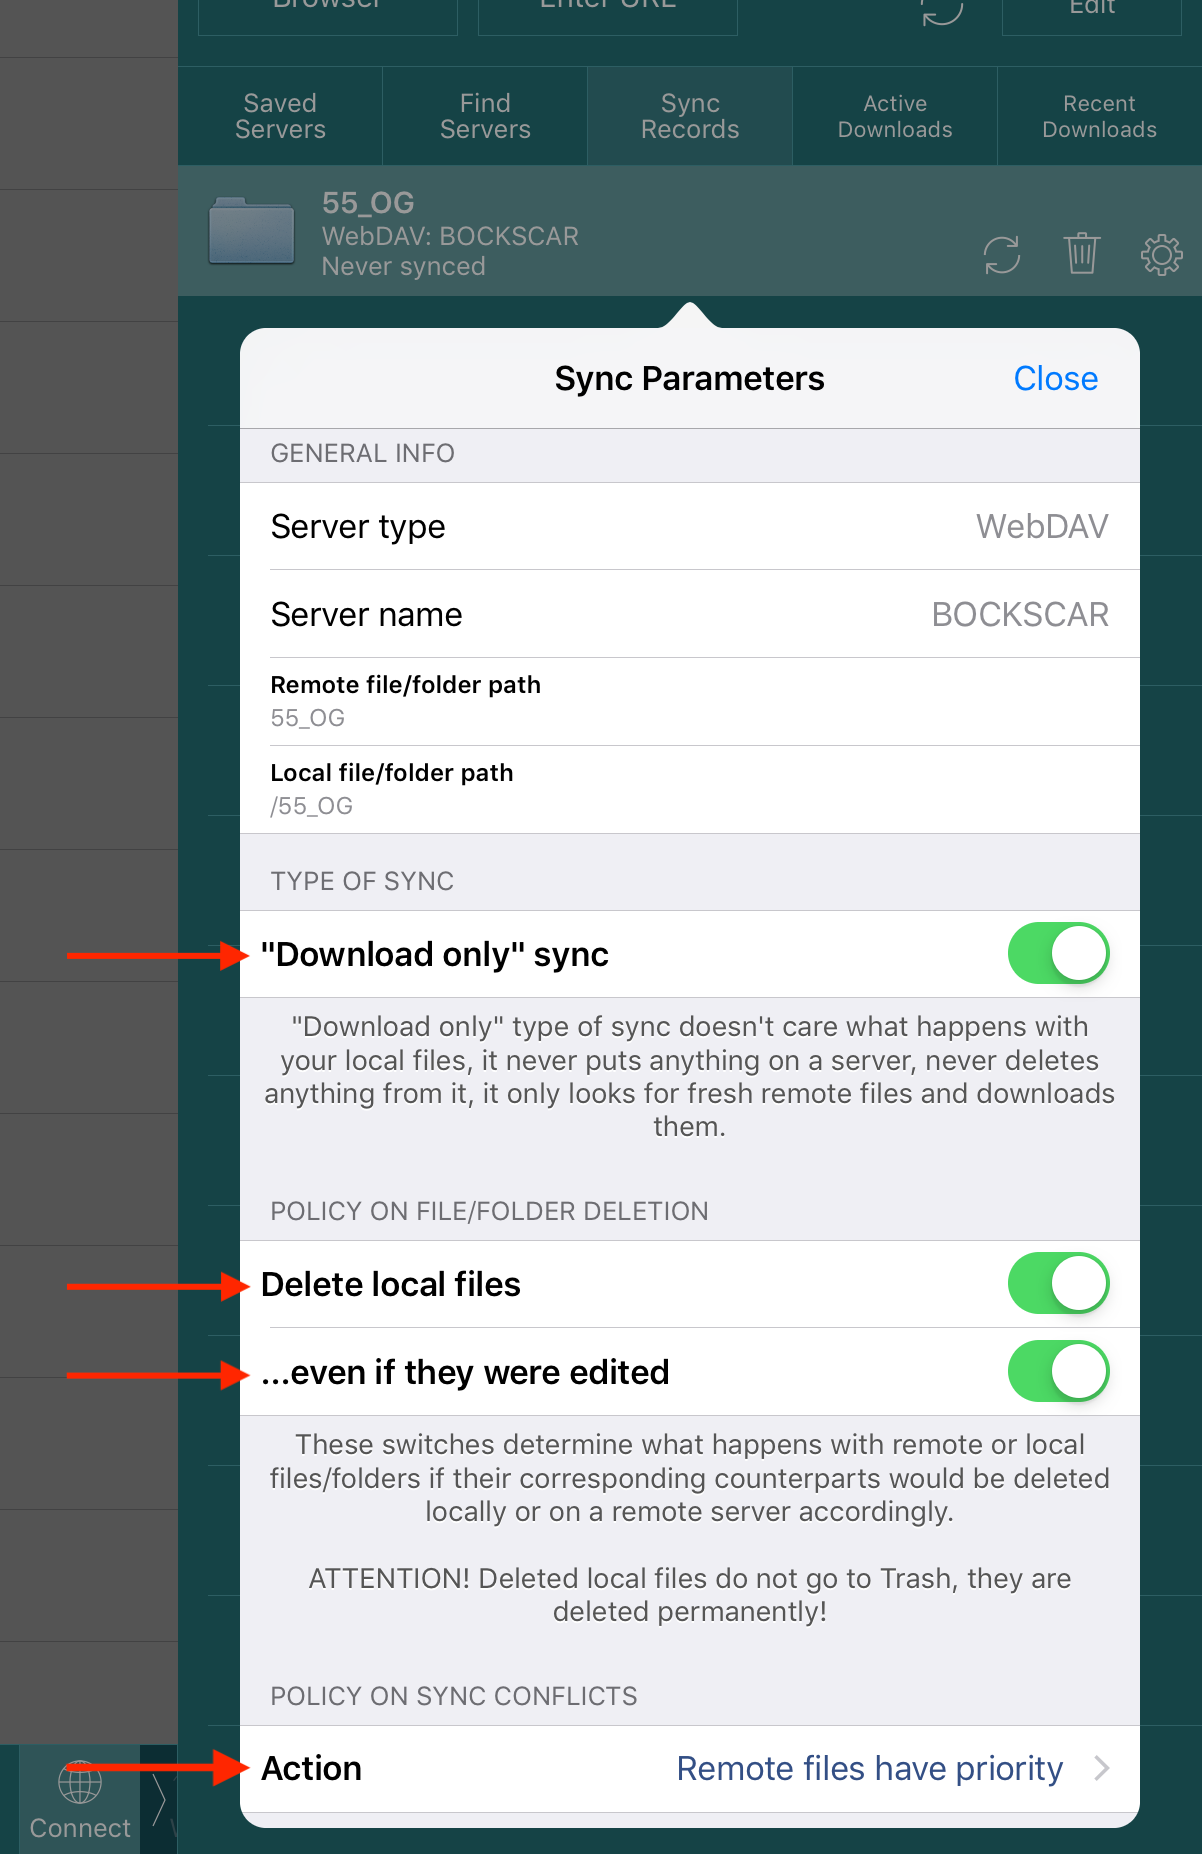 Browser
Enter URL
Edit
Saved
Servers
Find
Servers
Sync
Records
Active
Downloads
Recent
Downloads
55_OG
WebDAV: BOCKSCAR
Never synced
Sync Parameters
Close
GENERAL INFO
Server type
WebDAV
Server name
BOCKSCAR
Remote file/folder path
55_OG
Local file/folder path
/55_OG
TYPE OF SYNC
"Download only" sync
"Download only" type of sync doesn't care what happens with
your local files, it never puts anything on a server, never deletes
anything from it, it only looks for fresh remote files and downloads
them.
POLICY ON FILE/FOLDER DELETION
Delete local files
...even if they were edited
These switches determine what happens with remote or local
files/folders if their corresponding counterparts would be deleted
locally or on a remote server accordingly.
ATTENTION! Deleted local files do not go to Trash, they are
deleted permanently!
POLICY ON SYNC CONFLICTS
Action
Remote files have priority
Connect